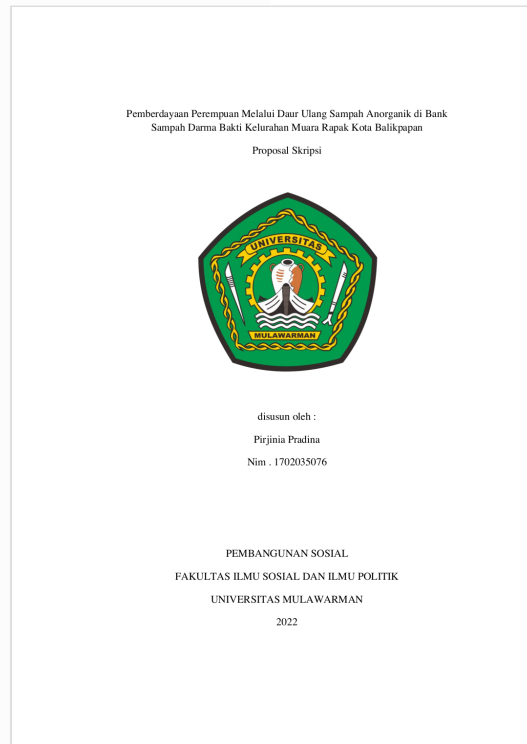 Pemberdayaan Perempuan Melalui Daur Ulang Sampah Anorganik di Bank
Sampah Darma Bakti Kelurahan Muara Rapak Kota Balikpapan
Proposal Skripsi
UNIVERSITAS
MULAWARMAN
disusun oleh :
Pirjinia Pradina
Nim . 1702035076
PEMBANGUNAN SOSIAL
FAKULTAS ILMU SOSIAL DAN ILMU POLITIK
UNIVERSITAS MULAWARMAN
2022